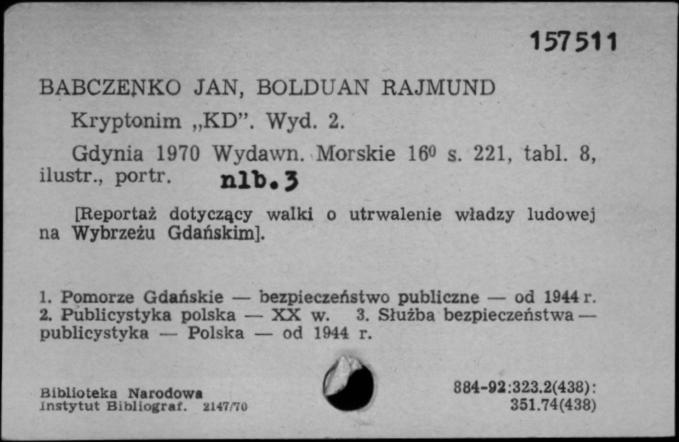 157511
BABCZENKO JAN, BOLDUAN RAJMUND
Kryptonim „KD”. Wyd. 2.
Gdynia 1970 Wydawn. Morskie 16⁰ s. 221, tabl. 8,
ilustr., portr. nlb. 3
[Reportaż dotyczący walki o utrwalenie władzy ludowej
na Wybrzeżu Gdańskim].
1. Pomorze Gdańskie — bezpieczeństwo publiczne — od 1944 r.
2. Publicystyka polska — XX w. 3. Służba bezpieczeństwa —
publicystyka — Polska — od 1944 r.
Biblioteka Narodowa 884-92:323.2(438):
Instytut Bibliograf. 2147/70 351.74(438)